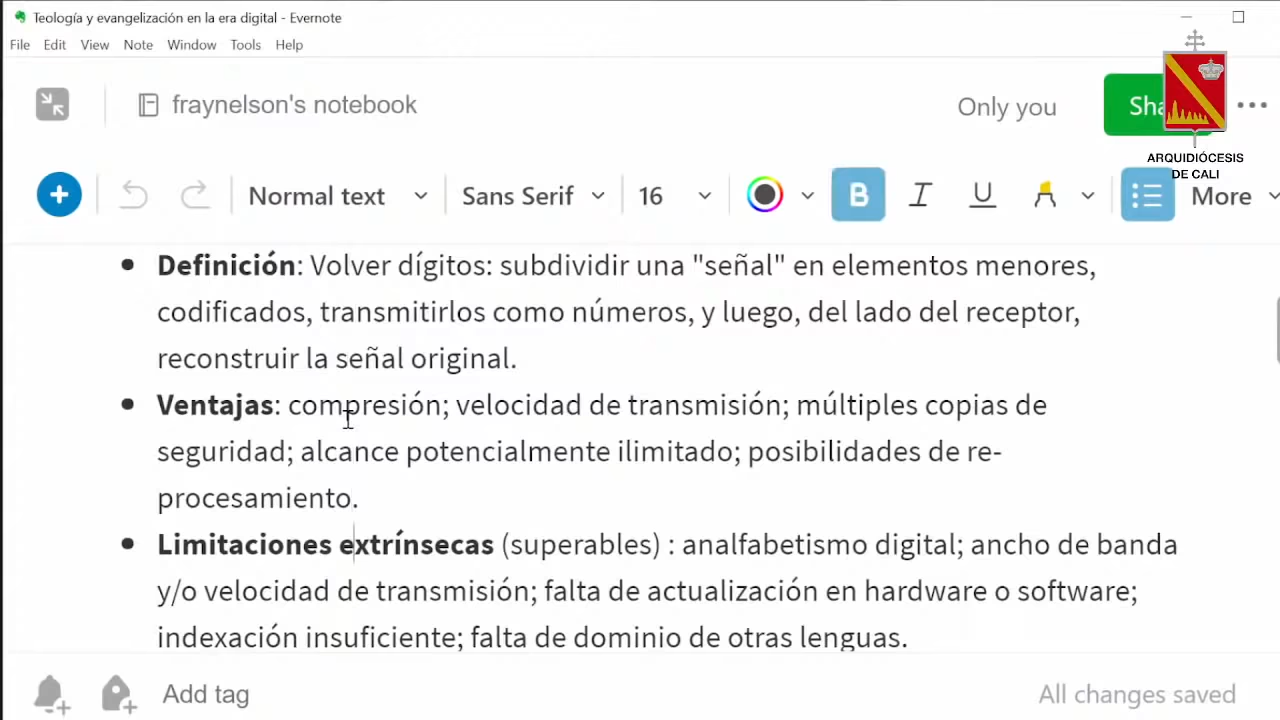 Teología y evangelización en la era digital - Evernote
File Edit View Note Window Tools Help
fraynelson's notebook
Only you
Sha
ARQUIDIÓCESIS
DE CALI
Normal text
Sans Serif
16
B I U
More
• Definición: Volver dígitos: subdividir una "señal" en elementos menores,
codificados, transmitirlos como números, y luego, del lado del receptor,
reconstruir la señal original.
• Ventajas: compresión; velocidad de transmisión; múltiples copias de
seguridad; alcance potencialmente ilimitado; posibilidades de re-
procesamiento.
• Limitaciones extrínsecas (superables) : analfabetismo digital; ancho de banda
y/o velocidad de transmisión; falta de actualización en hardware o software;
indexación insuficiente; falta de dominio de otras lenguas.
Add tag
All changes saved